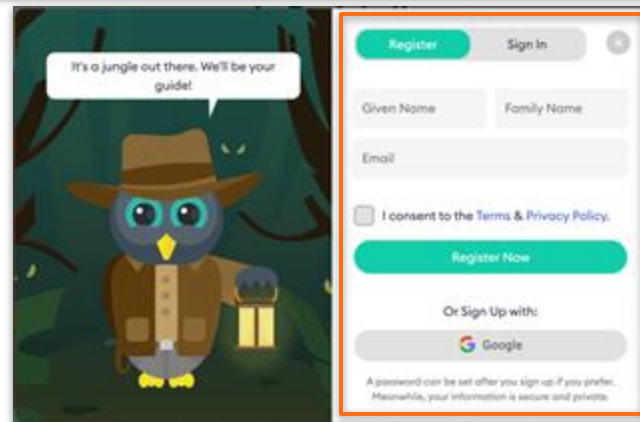 It's a jungle out there. We'll be your
guide!
Register
Sign In
Given Name
Family Name
Email
I consent to the Terms & Privacy Policy.
Register Now
Or Sign Up with:
Google
A password can be set after you sign up if you prefer.
Meanwhile, your information is secure and private.